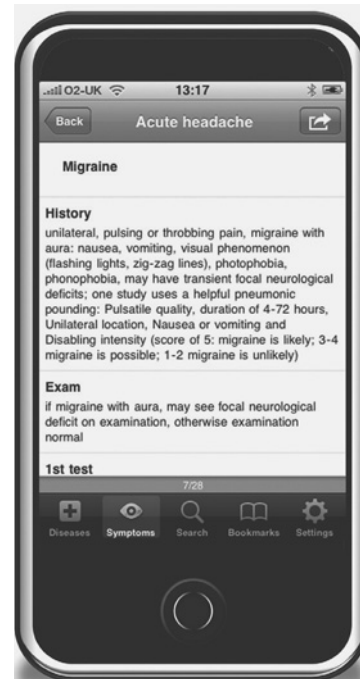 O2-UK 13:17
Back Acute headache
Migraine
History
unilateral, pulsing or throbbing pain, migraine with
aura: nausea, vomiting, visual phenomenon
(flashing lights, zig-zag lines), photophobia,
phonophobia, may have transient focal neurological
deficits; one study uses a helpful pneumonic
pounding: Pulsatile quality, duration of 4-72 hours,
Unilateral location, Nausea or vomiting and
Disabling intensity (score of 5: migraine is likely; 3-4
migraine is possible; 1-2 migraine is unlikely)
Exam
if migraine with aura, may see focal neurological
deficit on examination, otherwise examination
normal
1st test
7/28
Diseases Symptoms Search Bookmarks Settings